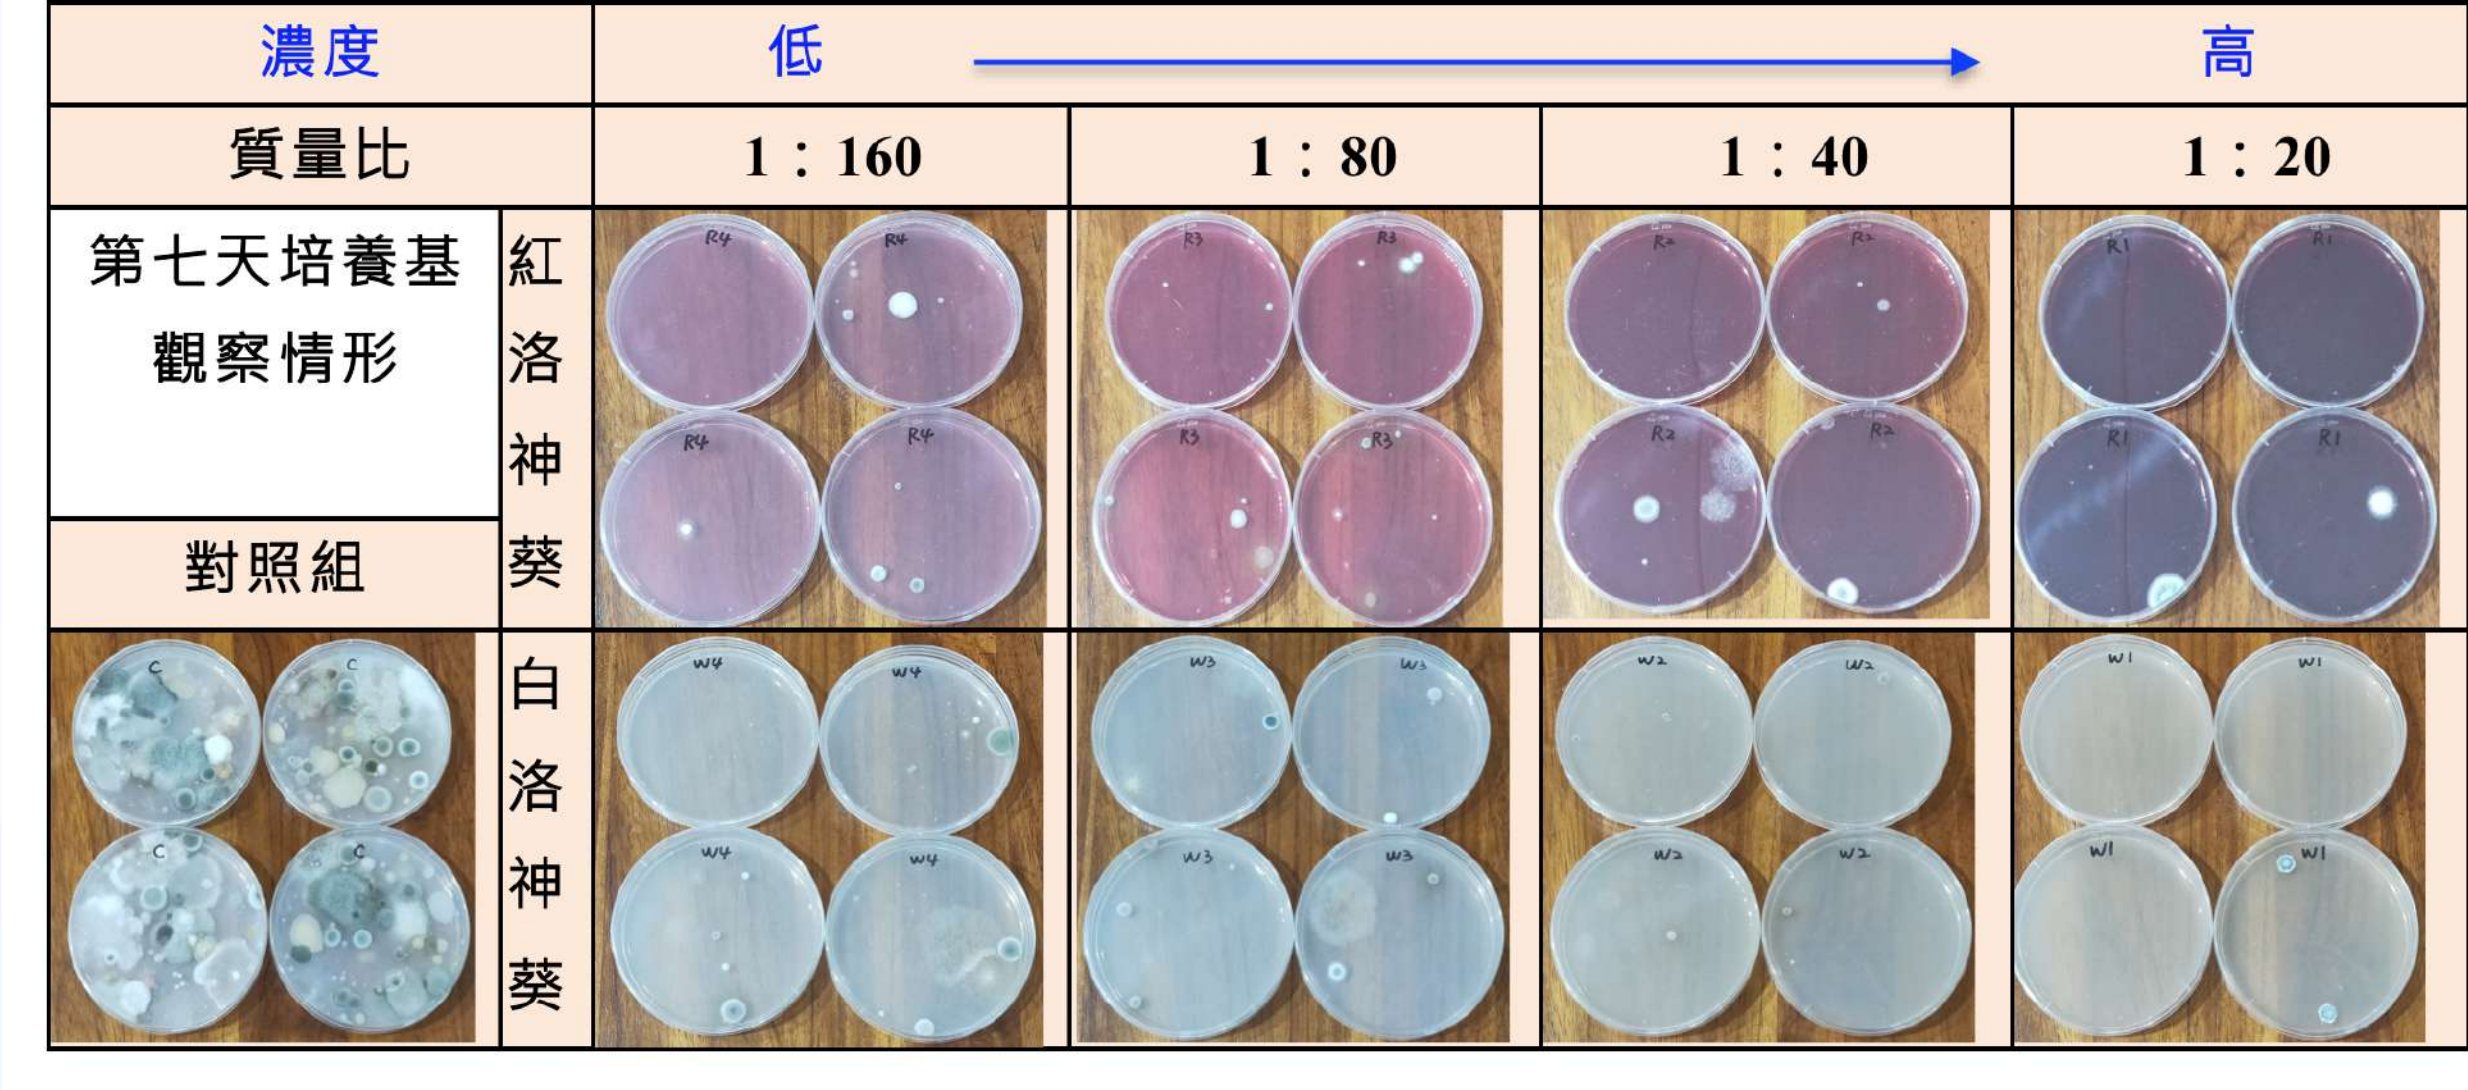 濃度 低 高
質量比 1：160 1：80 1：40 1：20
第七天培養基
觀察情形
紅洛神葵
R4 R4 R3 R3 R2 R2 R1 R1
R4 R4 R3 R3 R2 R2 R1 R1
對照組
白洛神葵
C C W4 W4 W3 W3 W2 W2 W1 W1
C C W4 W4 W3 W3 W2 W2 W1 W1